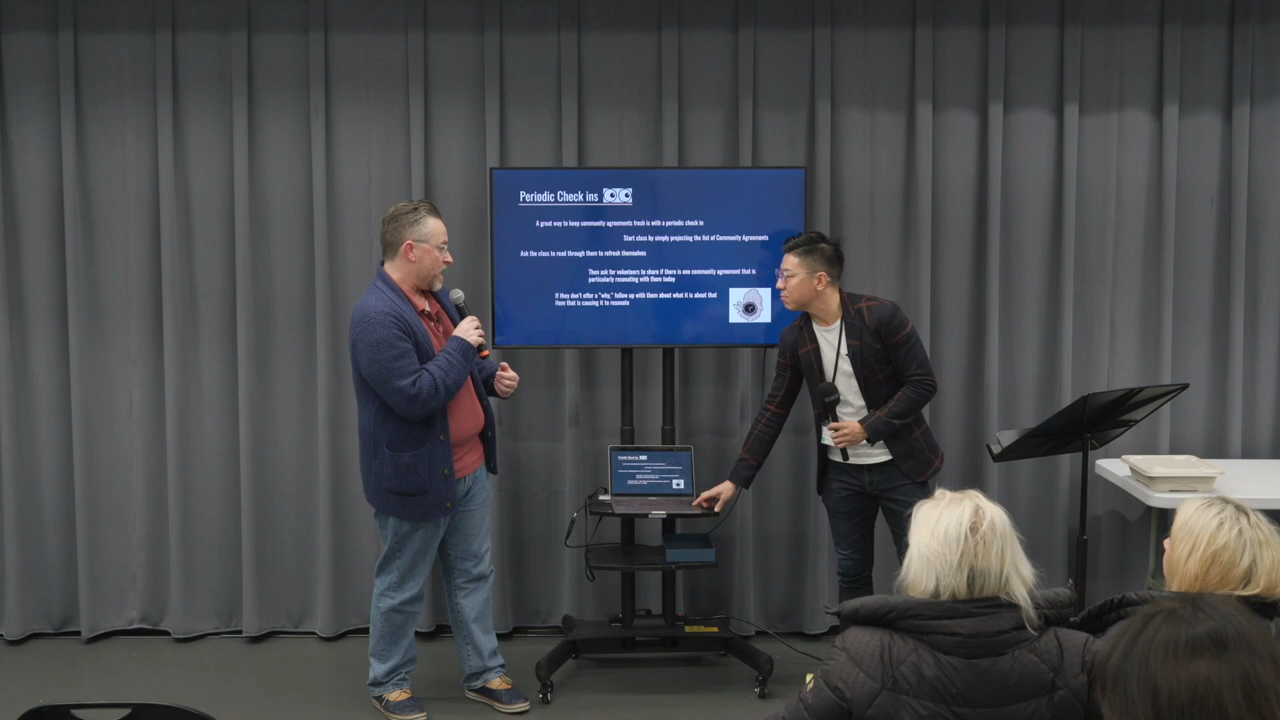 Periodic Check ins
A great way to keep community agreements fresh is with a periodic check in
Start class by simply projecting the list of Community Agreements
Ask the class to read through them to refresh themselves
Then ask for volunteers to share if there is one community agreement that is
particularly resonating with them today
If they don't offer a "why," follow up with them about what it is about that
item that is causing it to resonate
Periodic Check ins